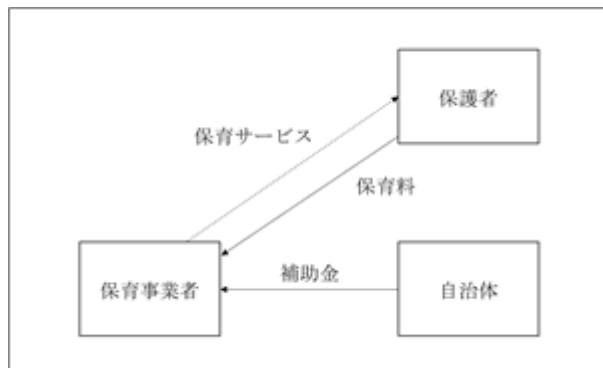 保護者
保育サービス
保育料
保育事業者
補助金
自治体